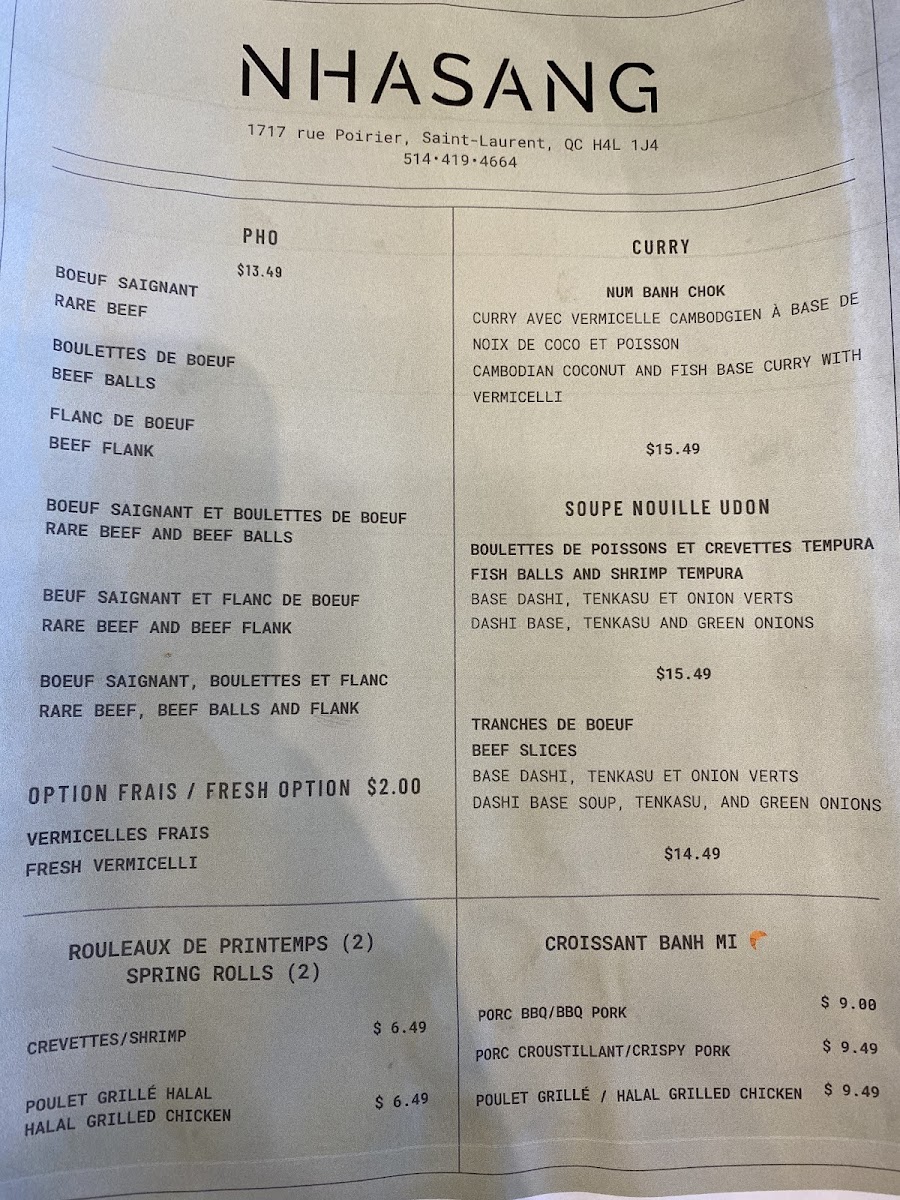 NHASANG
1717 rue Poirier, Saint-Laurent, QC H4L 1J4
514•419•4664
PHO
$13.49
BOEUF SAIGNANT
RARE BEEF
BOULETTES DE BOEUF
BEEF BALLS
FLANC DE BOEUF
BEEF FLANK
BOEUF SAIGNANT ET BOULETTES DE BOEUF
RARE BEEF AND BEEF BALLS
BEUF SAIGNANT ET FLANC DE BOEUF
RARE BEEF AND BEEF FLANK
BOEUF SAIGNANT, BOULETTES ET FLANC
RARE BEEF, BEEF BALLS AND FLANK
OPTION FRAIS / FRESH OPTION $2.00
VERMICELLES FRAIS
FRESH VERMICELLI
CURRY
NUM BANH CHOK
CURRY AVEC VERMICELLE CAMBODGIEN À BASE DE
NOIX DE COCO ET POISSON
CAMBODIAN COCONUT AND FISH BASE CURRY WITH
VERMICELLI
$15.49
SOUPE NOUILLE UDON
BOULETTES DE POISSONS ET CREVETTES TEMPURA
FISH BALLS AND SHRIMP TEMPURA
BASE DASHI, TENKASU ET ONION VERTS
DASHI BASE, TENKASU AND GREEN ONIONS
$15.49
TRANCHES DE BOEUF
BEEF SLICES
BASE DASHI, TENKASU ET ONION VERTS
DASHI BASE SOUP, TENKASU, AND GREEN ONIONS
$14.49
ROULEAUX DE PRINTEMPS (2)
SPRING ROLLS (2)
CREVETTES/SHRIMP $ 6.49
POULET GRILLÉ HALAL
HALAL GRILLED CHICKEN $ 6.49
CROISSANT BANH MI
PORC BBQ/BBQ PORK $ 9.00
PORC CROUSTILLANT/CRISPY PORK $ 9.49
POULET GRILLÉ / HALAL GRILLED CHICKEN $ 9.49